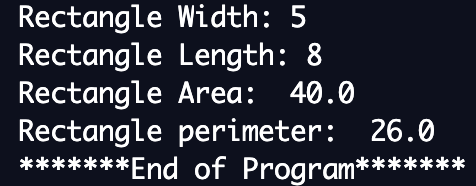 Rectangle Width: 5
Rectangle Length: 8
Rectangle Area:  40.0
Rectangle perimeter:  26.0
*******End of Program*******